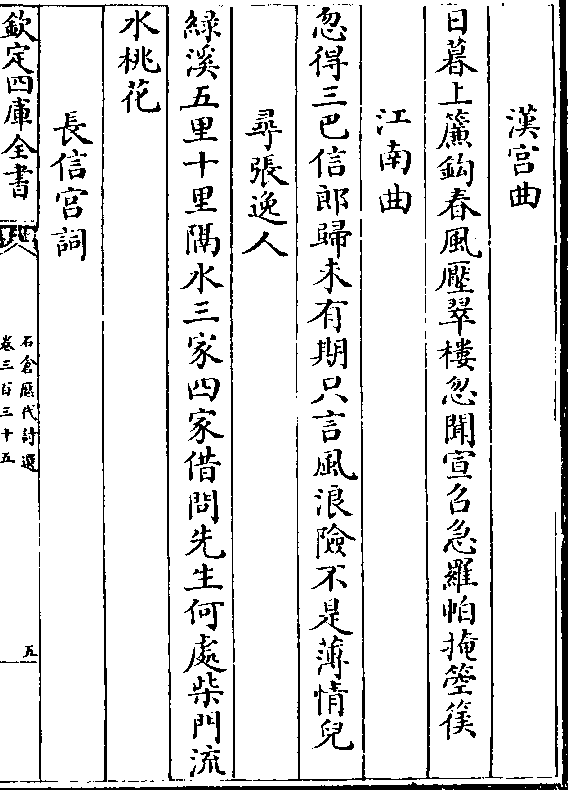 漢宮曲
日暮上簾鈎春風壓翠樓忽聞宣召急羅帕掩箜篌
江南曲
忽得三巴信郎歸未有期只言風浪險不是薄情兒
尋張逸人
緑溪五里十里隔水三家四家借問先生何處柴門流
水桃花
長信宫詞
欽定四庫全書
石倉歴代詩選
卷三百三十五
五